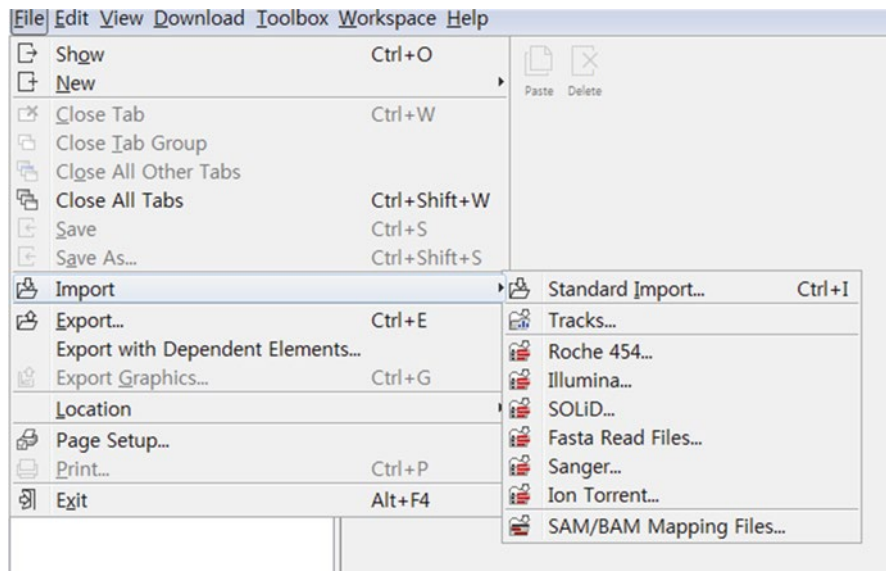 File Edit View Download Toolbox Workspace Help
Show Ctrl+O
New
Paste Delete
Close Tab Ctrl+W
Close Tab Group
Close All Other Tabs
Close All Tabs Ctrl+Shift+W
Save Ctrl+S
Save As... Ctrl+Shift+S
Import
Standard Import... Ctrl+I
Export... Ctrl+E
Tracks...
Export with Dependent Elements...
Roche 454...
Export Graphics... Ctrl+G
Illumina...
Location
SOLiD...
Page Setup...
Fasta Read Files...
Print... Ctrl+P
Sanger...
Exit Alt+F4
Ion Torrent...
SAM/BAM Mapping Files...